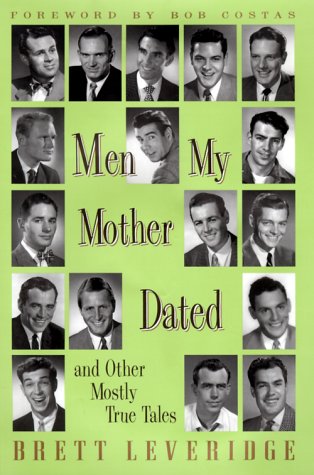 FOREWORD BY BOB COSTAS
Men My
Mother
Dated
and Other
Mostly
True Tales
BRETT LEVERIDGE